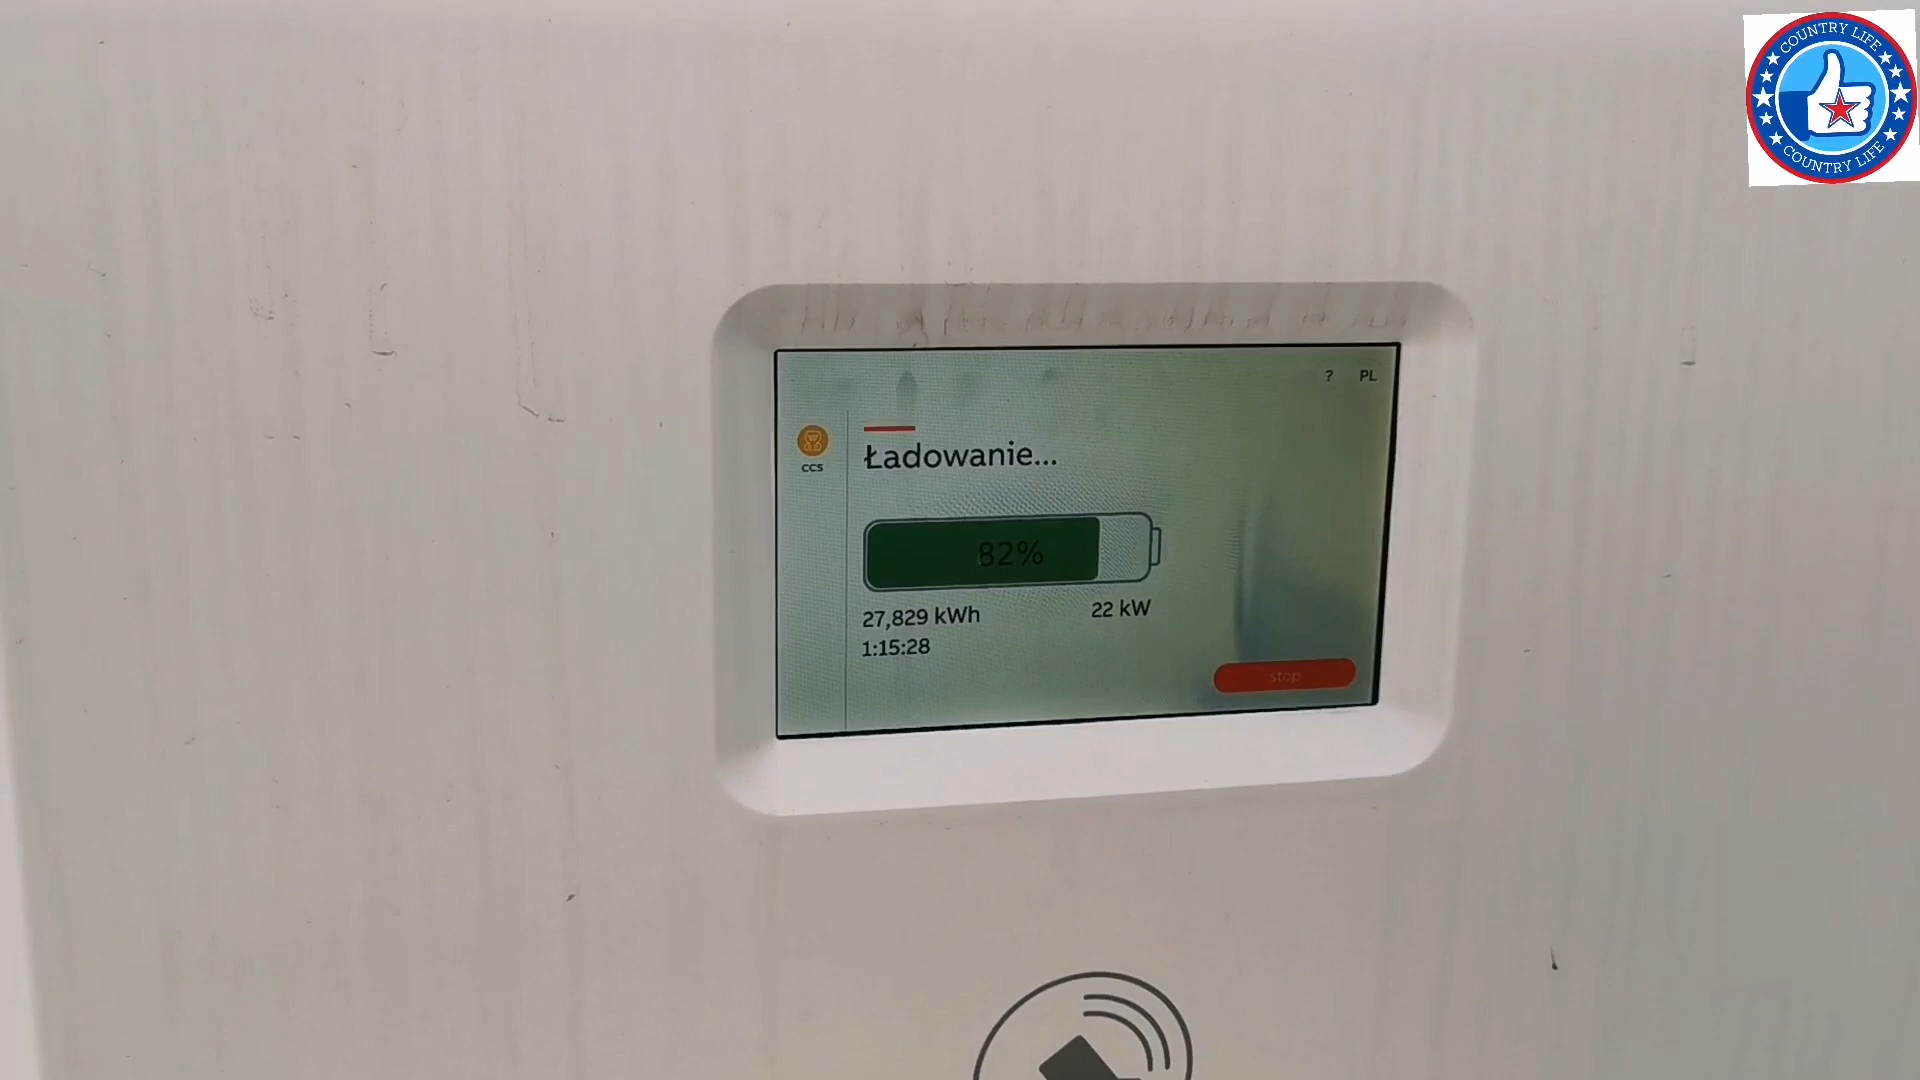 COUNTRY LIFE
COUNTRY LIFE
? PL
CCS
Ładowanie...
82%
27,829 kWh 22 kW
1:15:28
stop